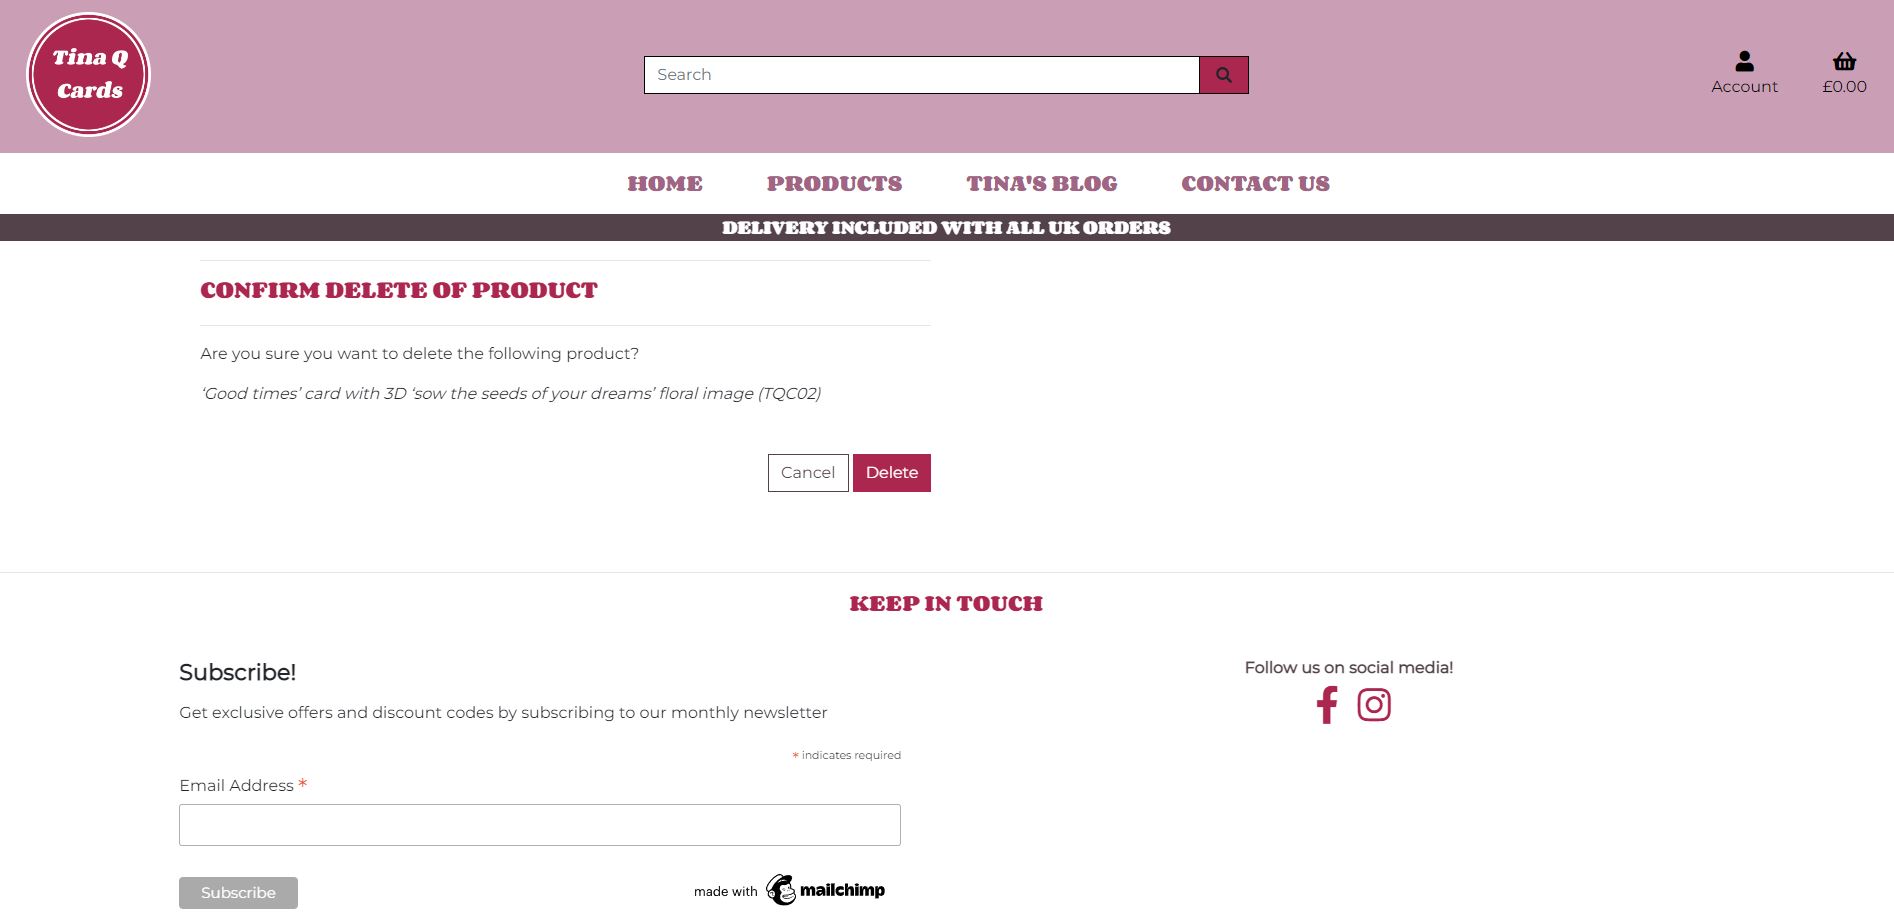 Tina Q
Cards
Search
Account
£0.00
HOME PRODUCTS TINA'S BLOG CONTACT US
DELIVERY INCLUDED WITH ALL UK ORDERS
CONFIRM DELETE OF PRODUCT
Are you sure you want to delete the following product?
‘Good times’ card with 3D ‘sow the seeds of your dreams’ floral image (TQC02)
Cancel Delete
KEEP IN TOUCH
Subscribe!
Get exclusive offers and discount codes by subscribing to our monthly newsletter
* indicates required
Email Address *
Subscribe
made with mailchimp
Follow us on social media!